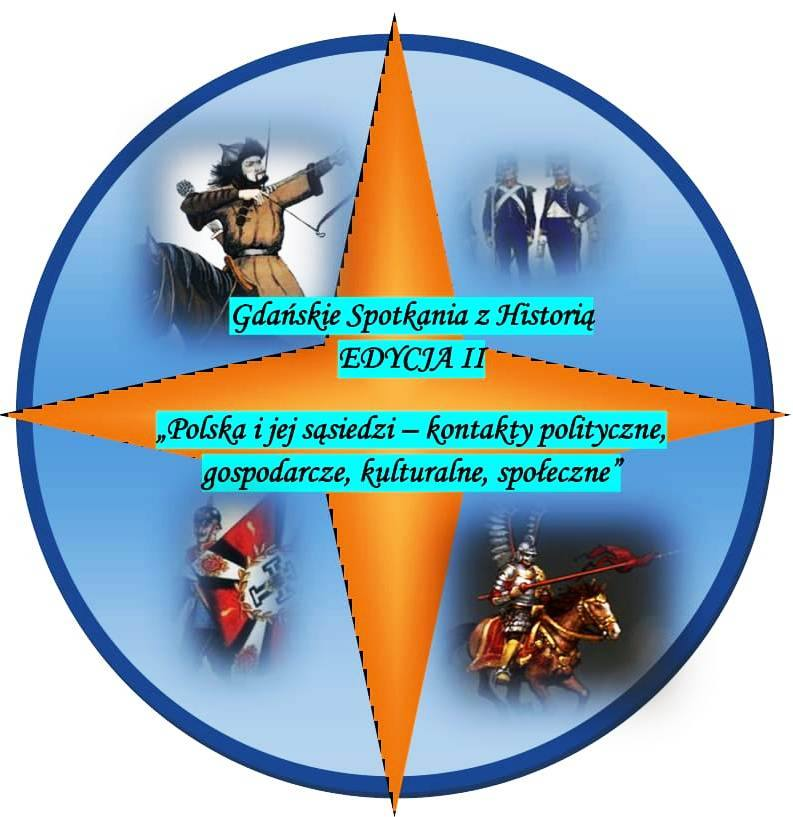 Gdańskie Spotkania z Historią
EDYCJA II
„Polska i jej sąsiedzi – kontakty polityczne,
gospodarcze, kulturalne, społeczne”